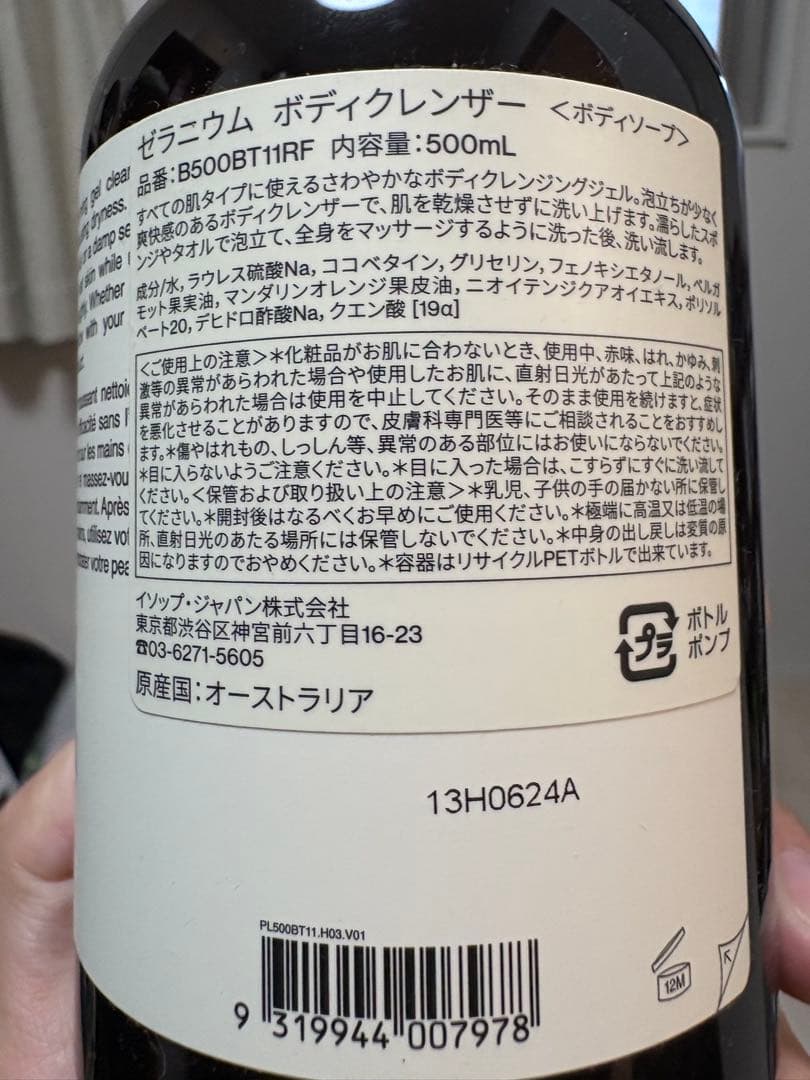 ゼラニウム ボディクレンザー <ボディソープ>
品番:B500BT11RF 内容量:500mL
すべての肌タイプに使えるさわやかなボディクレンジングジェル。泡立ちが少なく
爽快感のあるボディクレンザーで、肌を乾燥させずに洗い上げます。濡らしたスポ
ンジやタオルで泡立て、全身をマッサージするように洗った後、洗い流します。
成分/水, ラウレス硫酸Na, ココベタイン, グリセリン, フェノキシエタノール, ベルガ
モット果実油, マンダリンオレンジ果皮油, ニオイテンジクアオイエキス, ポリソル
ベート20, デヒドロ酢酸Na, クエン酸 [19α]
<ご使用上の注意>*化粧品がお肌に合わないとき、使用中、赤味、はれ、かゆみ、刺
激等の異常があらわれた場合や使用したお肌に、直射日光があたって上記のような
異常があらわれた場合は使用を中止してください。そのまま使用を続けますと、症状
を悪化させることがありますので、皮膚科専門医等にご相談されることをおすすめし
ます。*傷やはれもの、しっしん等、異常のある部位にはお使いにならないでください。
*目に入らないようご注意ください。*目に入った場合は、こすらずにすぐに洗い流して
ください。<保管および取り扱い上の注意>*乳児、子供の手の届かない所に保管し
てください。*開封後はなるべくお早めにご使用ください。*極端に高温又は低温の場
所、直射日光のあたる場所には保管しないでください。*中身の出し戻しは変質の原
因になりますのでおやめください。*容器はリサイクルPETボトルで出来ています。
イソップ・ジャパン株式会社
東京都渋谷区神宮前六丁目16-23
☎03-6271-5605
原産国:オーストラリア
プラ
ボトル
ポンプ
13H0624A
PL500BT11.H03.V01
9 319944 007978
12M
gel
dryness.
or a damp
skin while
Whether
with your
nettoie
sans l'
les mains
massez-vou
Après
utilisez vot
votre pea